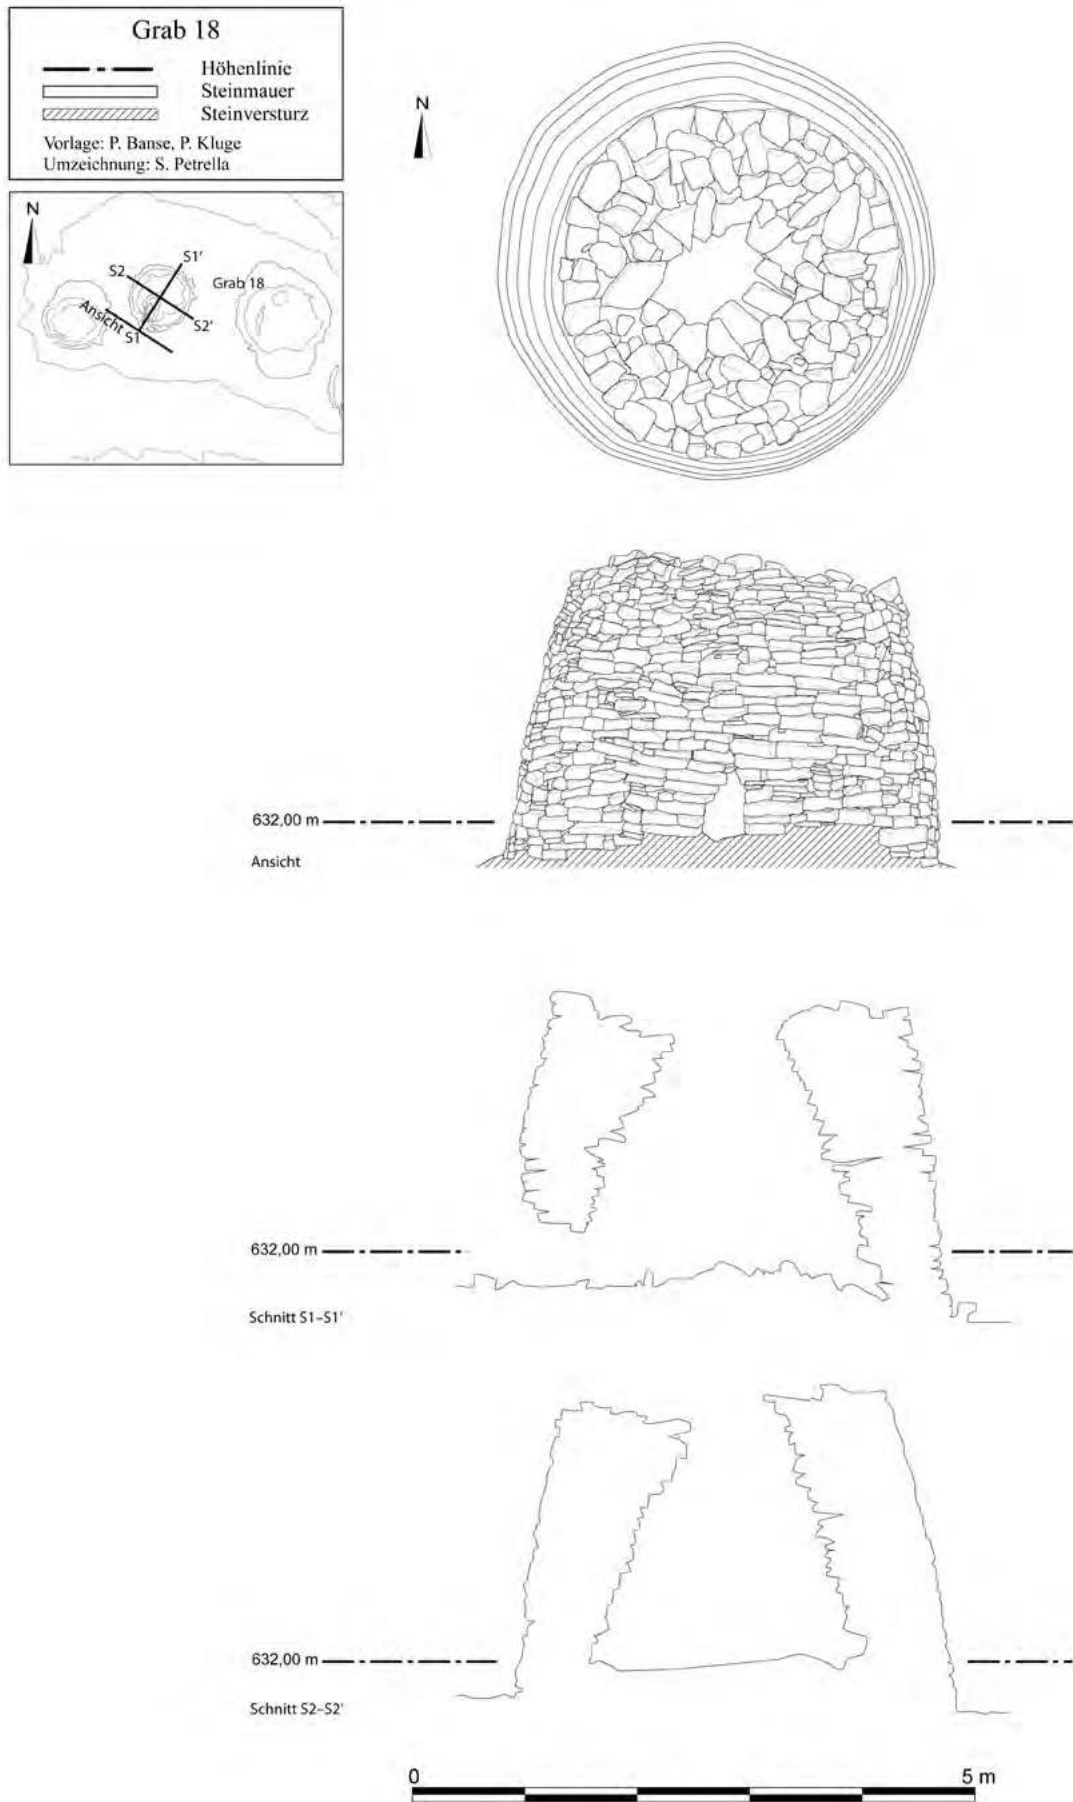 Grab 18
Höhenlinie
Steinmauer
Steinversturz
Vorlage: P. Banse, P. Kluge
Umzeichnung: S. Petrella
N
N
S1'
S2
Grab 18
Ansicht
S1
S2'
632,00 m
Ansicht
632,00 m
Schnitt S1–S1'
632,00 m
Schnitt S2–S2'
0 5 m